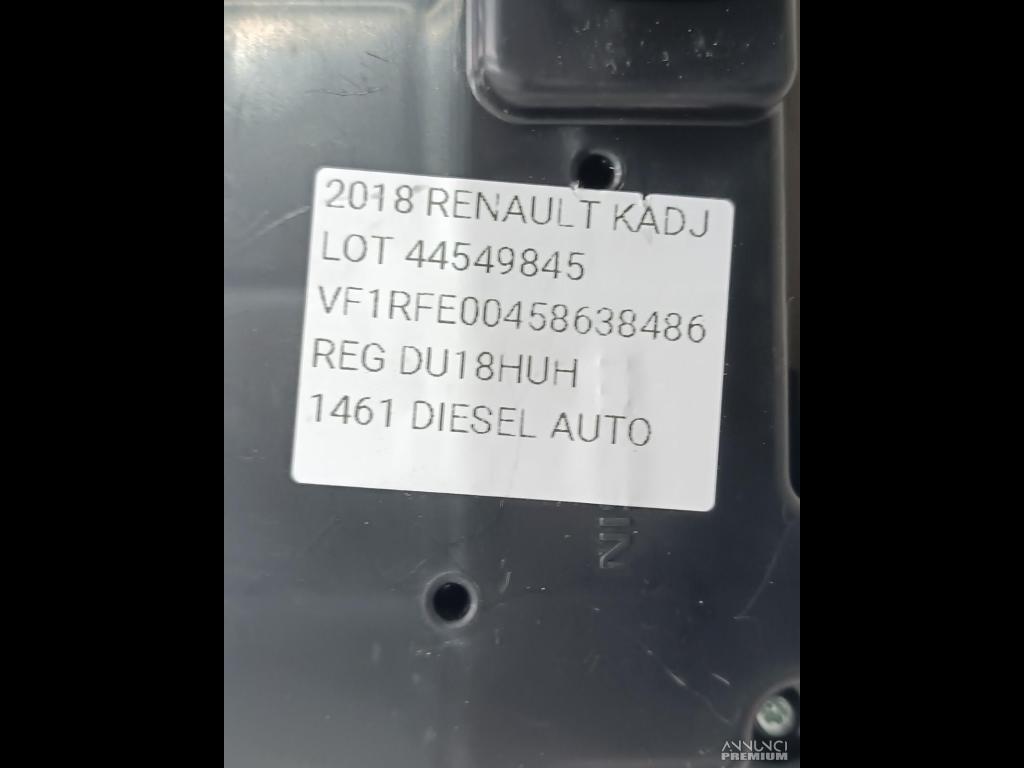 2018 RENAULT KADJ
LOT 44549845
VF1RFE00458638486
REG DU18HUH
1461 DIESEL AUTO
ANNUNCI
PREMIUM